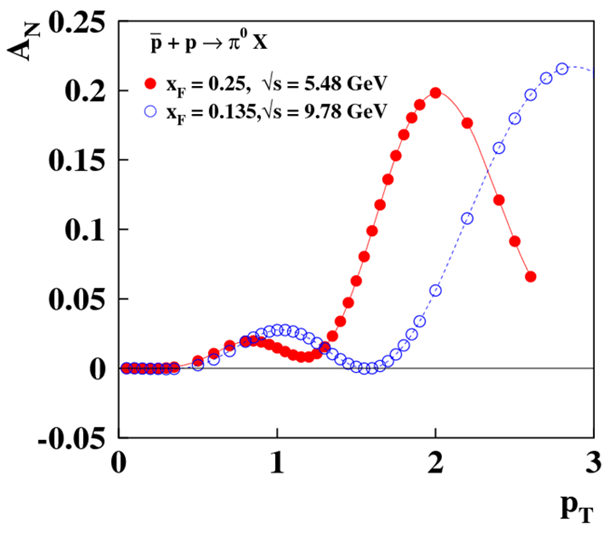 A_N
0.25
0.2
0.15
0.1
0.05
0
-0.05
p̅ + p → π⁰ X
x_F = 0.25, √s = 5.48 GeV
x_F = 0.135,√s = 9.78 GeV
0 1 2 3
p_T